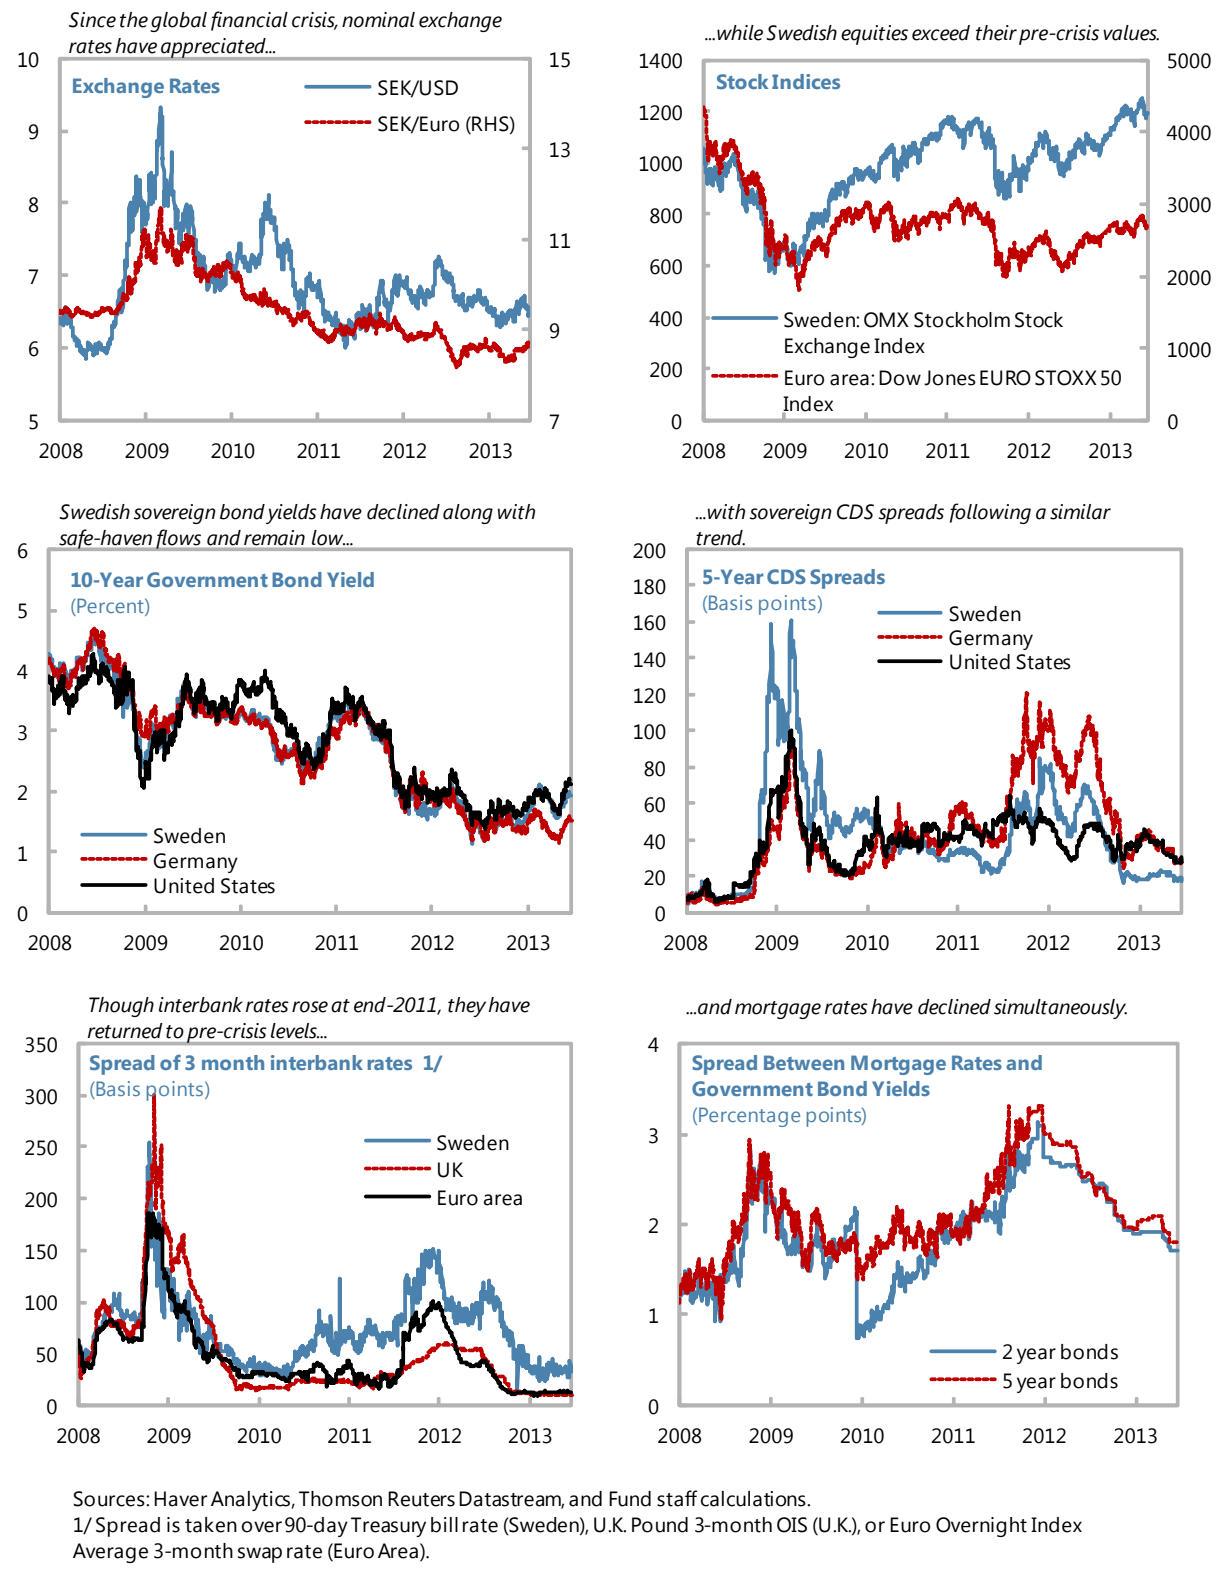 Since the global financial crisis, nominal exchange
rates have appreciated...
10
9
8
7
6
5
15
13
11
9
7
Exchange Rates
SEK/USD
SEK/Euro (RHS)
2008 2009 2010 2011 2012 2013
...while Swedish equities exceed their pre-crisis values.
1400
1200
1000
800
600
400
200
0
5000
4000
3000
2000
1000
0
Stock Indices
Sweden: OMX Stockholm Stock
Exchange Index
Euro area: Dow Jones EURO STOXX 50
Index
2008 2009 2010 2011 2012 2013
Swedish sovereign bond yields have declined along with
safe-haven flows and remain low...
6
5
4
3
2
1
0
10-Year Government Bond Yield
(Percent)
Sweden
Germany
United States
2008 2009 2010 2011 2012 2013
...with sovereign CDS spreads following a similar
trend.
200
180
160
140
120
100
80
60
40
20
0
5-Year CDS Spreads
(Basis points)
Sweden
Germany
United States
2008 2009 2010 2011 2012 2013
Though interbank rates rose at end-2011, they have
returned to pre-crisis levels...
350
300
250
200
150
100
50
0
Spread of 3 month interbank rates 1/
(Basis points)
Sweden
UK
Euro area
2008 2009 2010 2011 2012 2013
...and mortgage rates have declined simultaneously.
4
3
2
1
0
Spread Between Mortgage Rates and
Government Bond Yields
(Percentage points)
2 year bonds
5 year bonds
2008 2009 2010 2011 2012 2013
Sources: Haver Analytics, Thomson Reuters Datastream, and Fund staff calculations.
1/ Spread is taken over 90-day Treasury bill rate (Sweden), U.K. Pound 3-month OIS (U.K.), or Euro Overnight Index
Average 3-month swap rate (Euro Area).